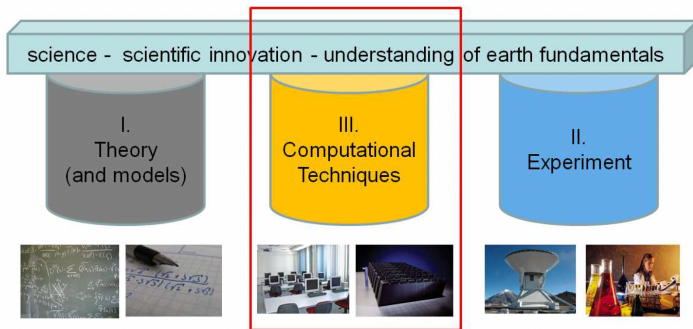 science - scientific innovation - understanding of earth fundamentals
I.
Theory
(and models)
III.
Computational
Techniques
II.
Experiment